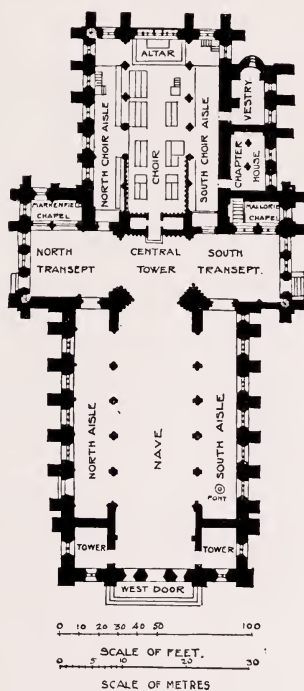 ALTAR
NORTH CHOIR AISLE
CHOIR
SOUTH CHOIR AISLE
VESTRY
CHAPTER
HOUSE
MARKENFIELD
CHAPEL
MALLORIE
CHAPEL
NORTH
TRANSEPT
CENTRAL
TOWER
SOUTH
TRANSEPT.
NORTH AISLE
NAVE
SOUTH AISLE
FONT
TOWER
TOWER
WEST DOOR
0 10 20 30 40 50 100
SCALE OF FEET.
0 5 10 20 30
SCALE OF METRES